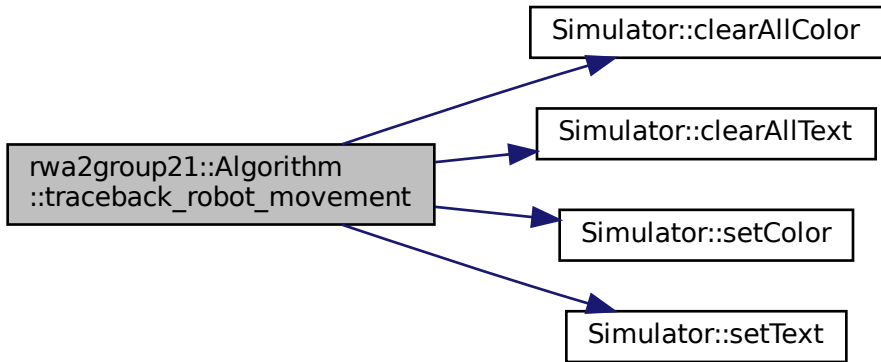 rwa2group21::Algorithm
::traceback_robot_movement
Simulator::clearAllColor
Simulator::clearAllText
Simulator::setColor
Simulator::setText